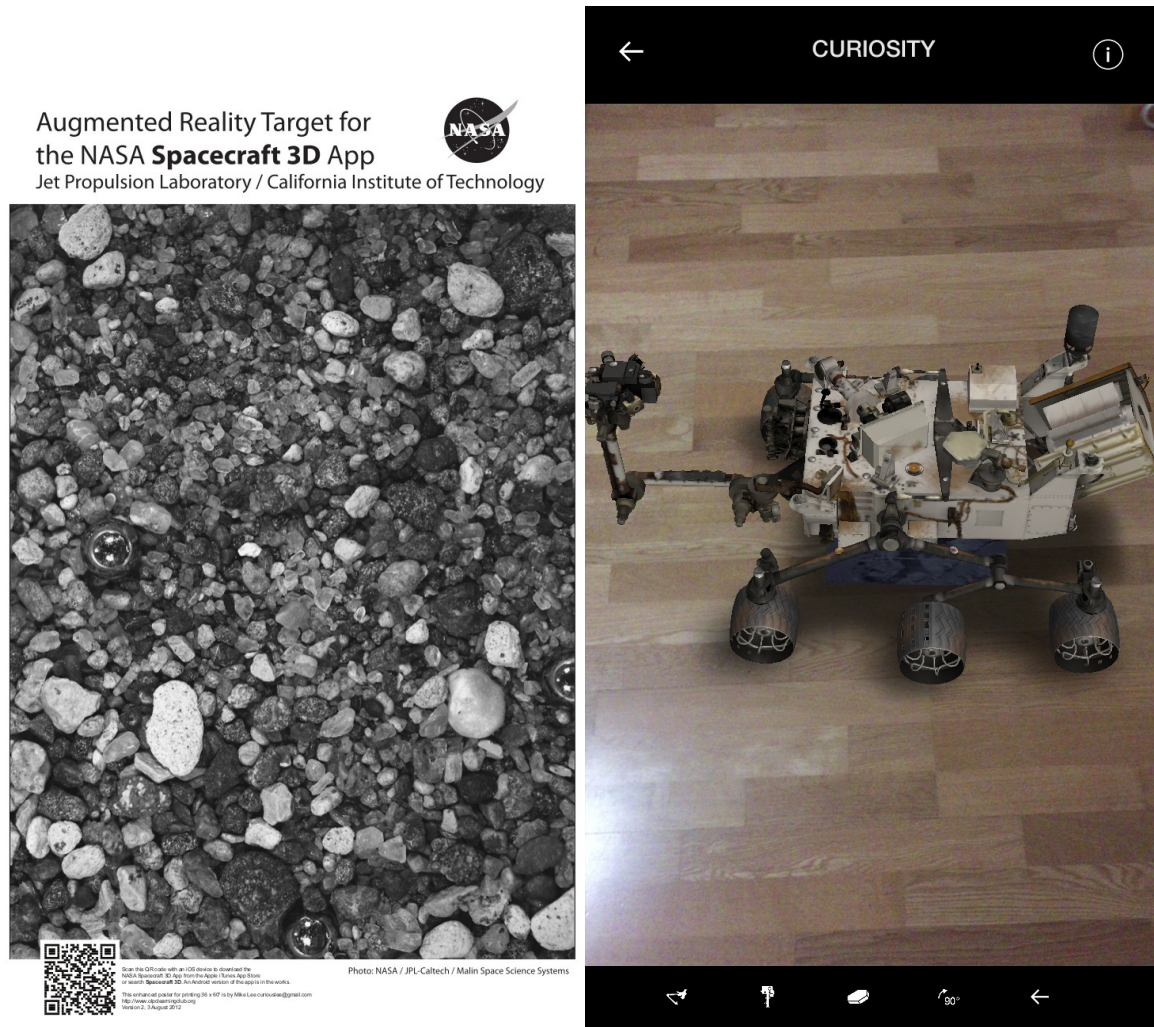 Augmented Reality Target for
the NASA Spacecraft 3D App
Jet Propulsion Laboratory / California Institute of Technology
NASA
Photo: NASA / JPL-Caltech / Malin Space Science Systems
Scan this QR code with an iOS device to download the
NASA Spacecraft 3D App from the Apple iTunes App Store
or search Spacecraft 3D. An Android version of the app is in the works.
This enhanced poster for printing 36 x 60" is by Mike Lee curiouslee@gmail.com
Version 2, 3 August 2012
CURIOSITY
i
90°